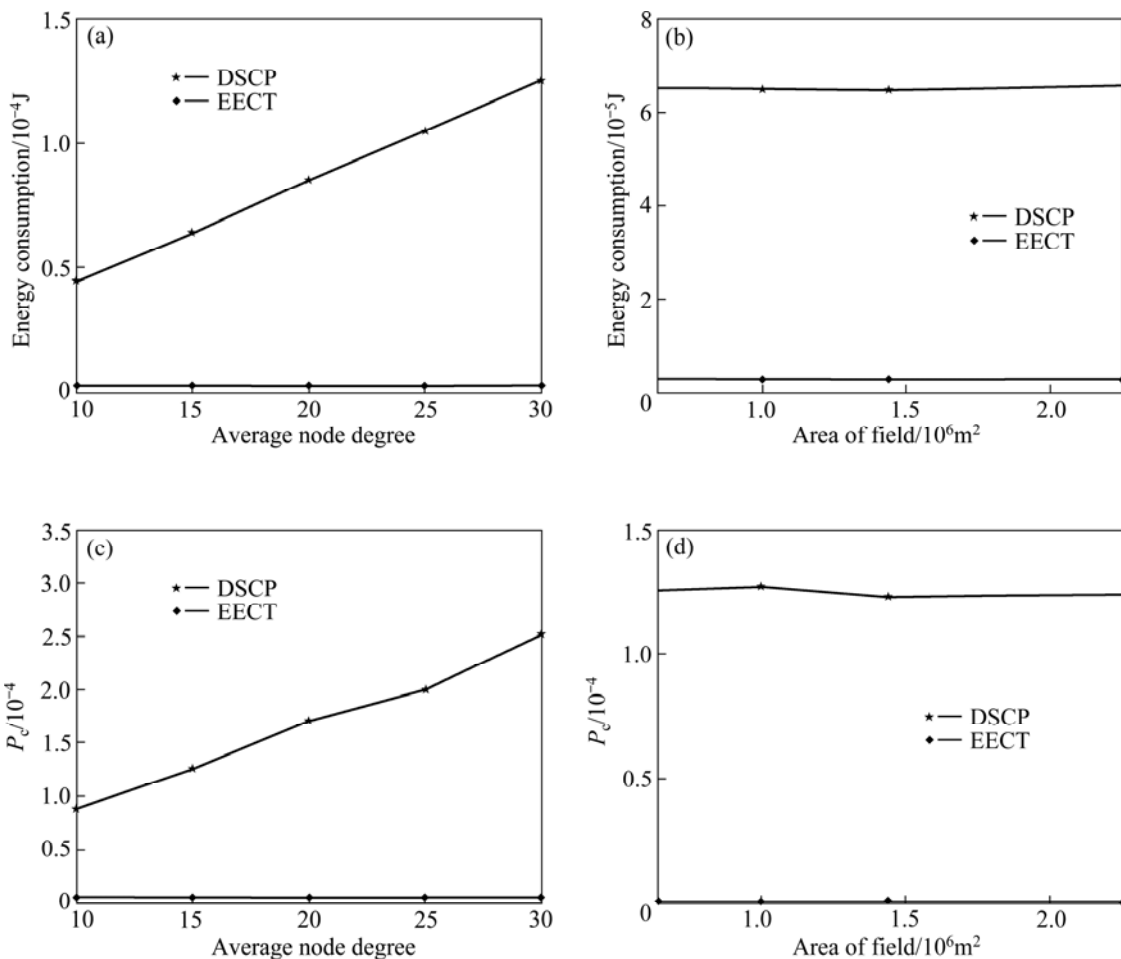 (a)
1.5
1.0
0.5
0
Energy consumption/10⁻⁴J
DSCP
EECT
10 15 20 25 30
Average node degree
(b)
8
6
4
2
0
Energy consumption/10⁻⁵J
DSCP
EECT
1.0 1.5 2.0
Area of field/10⁶m²
(c)
3.5
3.0
2.5
2.0
1.5
1.0
0.5
0
Pc/10⁻⁴
DSCP
EECT
10 15 20 25 30
Average node degree
(d)
1.5
1.0
0.5
0
Pc/10⁻⁴
DSCP
EECT
1.0 1.5 2.0
Area of field/10⁶m²